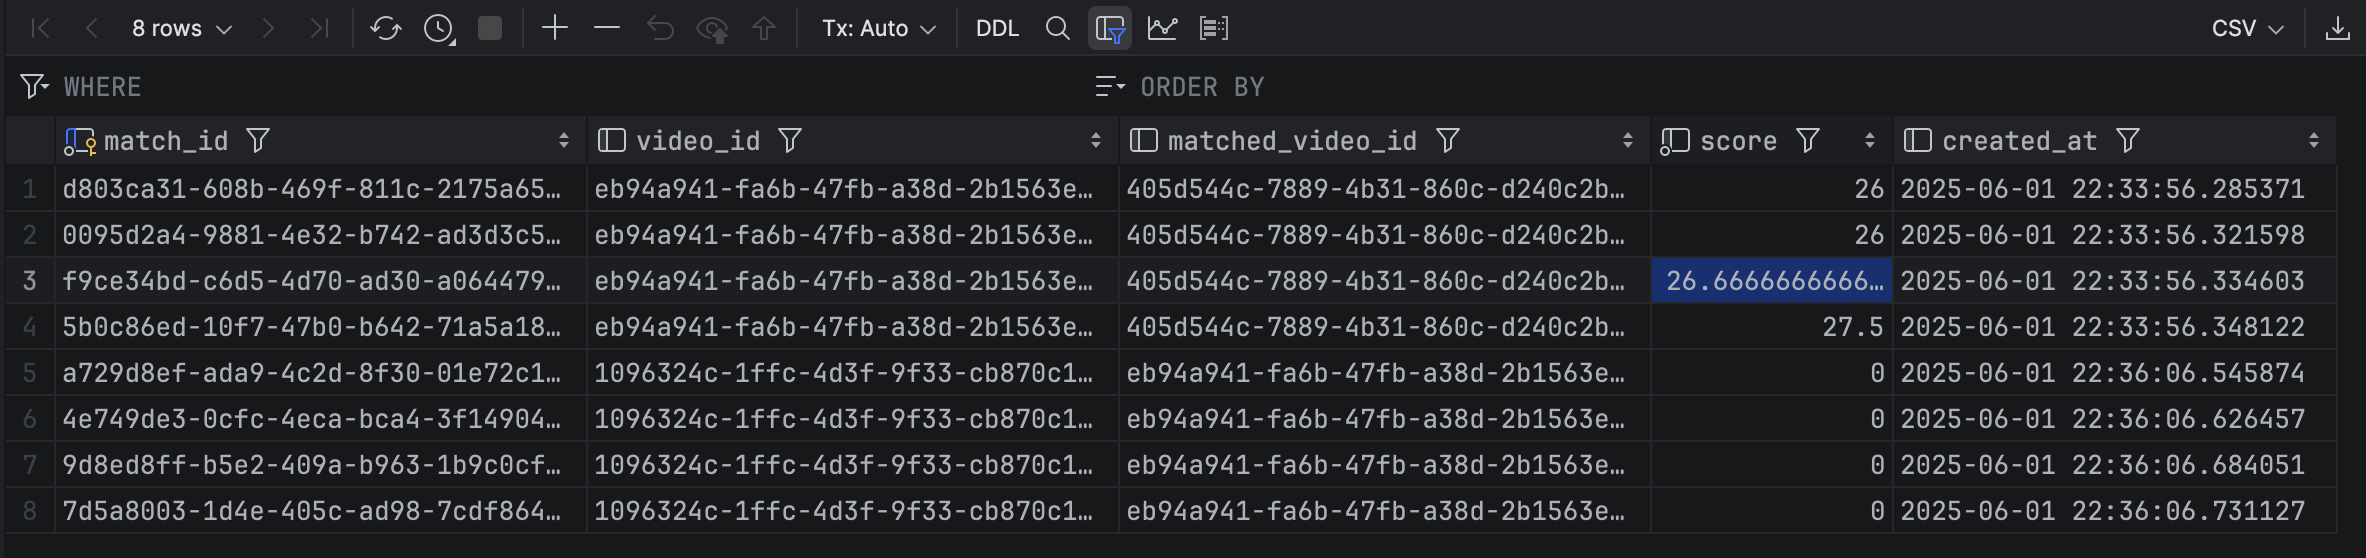 8 rows Tx: Auto DDL CSV
WHERE ORDER BY
match_id video_id matched_video_id score created_at
1 d803ca31-608b-469f-811c-2175a65… eb94a941-fa6b-47fb-a38d-2b1563e… 405d544c-7889-4b31-860c-d240c2b… 26 2025-06-01 22:33:56.285371
2 0095d2a4-9881-4e32-b742-ad3d3c5… eb94a941-fa6b-47fb-a38d-2b1563e… 405d544c-7889-4b31-860c-d240c2b… 26 2025-06-01 22:33:56.321598
3 f9ce34bd-c6d5-4d70-ad30-a064479… eb94a941-fa6b-47fb-a38d-2b1563e… 405d544c-7889-4b31-860c-d240c2b… 26.6666666666… 2025-06-01 22:33:56.334603
4 5b0c86ed-10f7-47b0-b642-71a5a18… eb94a941-fa6b-47fb-a38d-2b1563e… 405d544c-7889-4b31-860c-d240c2b… 27.5 2025-06-01 22:33:56.348122
5 a729d8ef-ada9-4c2d-8f30-01e72c1… 1096324c-1ffc-4d3f-9f33-cb870c1… eb94a941-fa6b-47fb-a38d-2b1563e… 0 2025-06-01 22:36:06.545874
6 4e749de3-0cfc-4eca-bca4-3f14904… 1096324c-1ffc-4d3f-9f33-cb870c1… eb94a941-fa6b-47fb-a38d-2b1563e… 0 2025-06-01 22:36:06.626457
7 9d8ed8ff-b5e2-409a-b963-1b9c0cf… 1096324c-1ffc-4d3f-9f33-cb870c1… eb94a941-fa6b-47fb-a38d-2b1563e… 0 2025-06-01 22:36:06.684051
8 7d5a8003-1d4e-405c-ad98-7cdf864… 1096324c-1ffc-4d3f-9f33-cb870c1… eb94a941-fa6b-47fb-a38d-2b1563e… 0 2025-06-01 22:36:06.731127